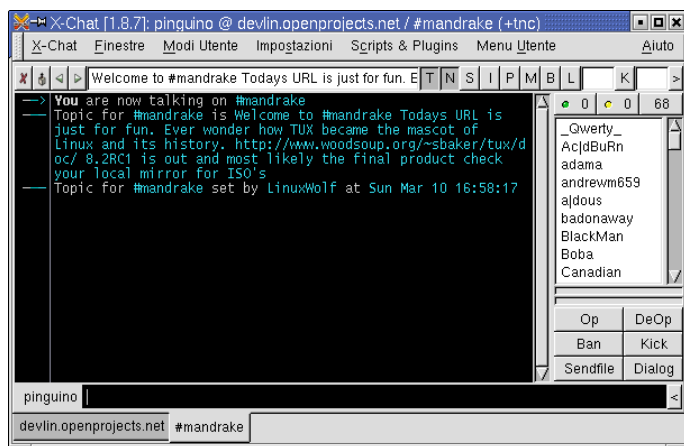 X-Chat [1.8.7]: pinguino @ devlin.openprojects.net / #mandrake (+tnc)
X-Chat Finestre Modi Utente Impostazioni Scripts & Plugins Menu Utente Aiuto
Welcome to #mandrake Todays URL is just for fun. E T N S I P M B L K >
---> You are now talking on #mandrake
--- Topic for #mandrake is Welcome to #mandrake Todays URL is
just for fun. Ever wonder how TUX became the mascot of
Linux and its history. http://www.woodsoup.org/~sbaker/tux/d
oc/ 8.2RC1 is out and most likely the final product check
your local mirror for ISO's
--- Topic for #mandrake set by LinuxWolf at Sun Mar 10 16:58:17
0 0 68
_Qwerty_
Ac|dBuRn
adama
andrewm659
a|dous
badonaway
BlackMan
Boba
Canadian
Op DeOp
Ban Kick
Sendfile Dialog
pinguino <
devlin.openprojects.net #mandrake